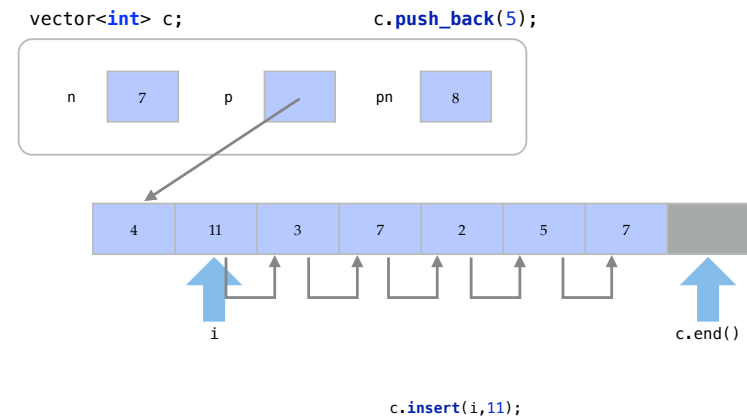 vector<int> c; c.push_back(5);
n 7 p pn 8
4 11 3 7 2 5 7
i c.end()
c.insert(i,11);